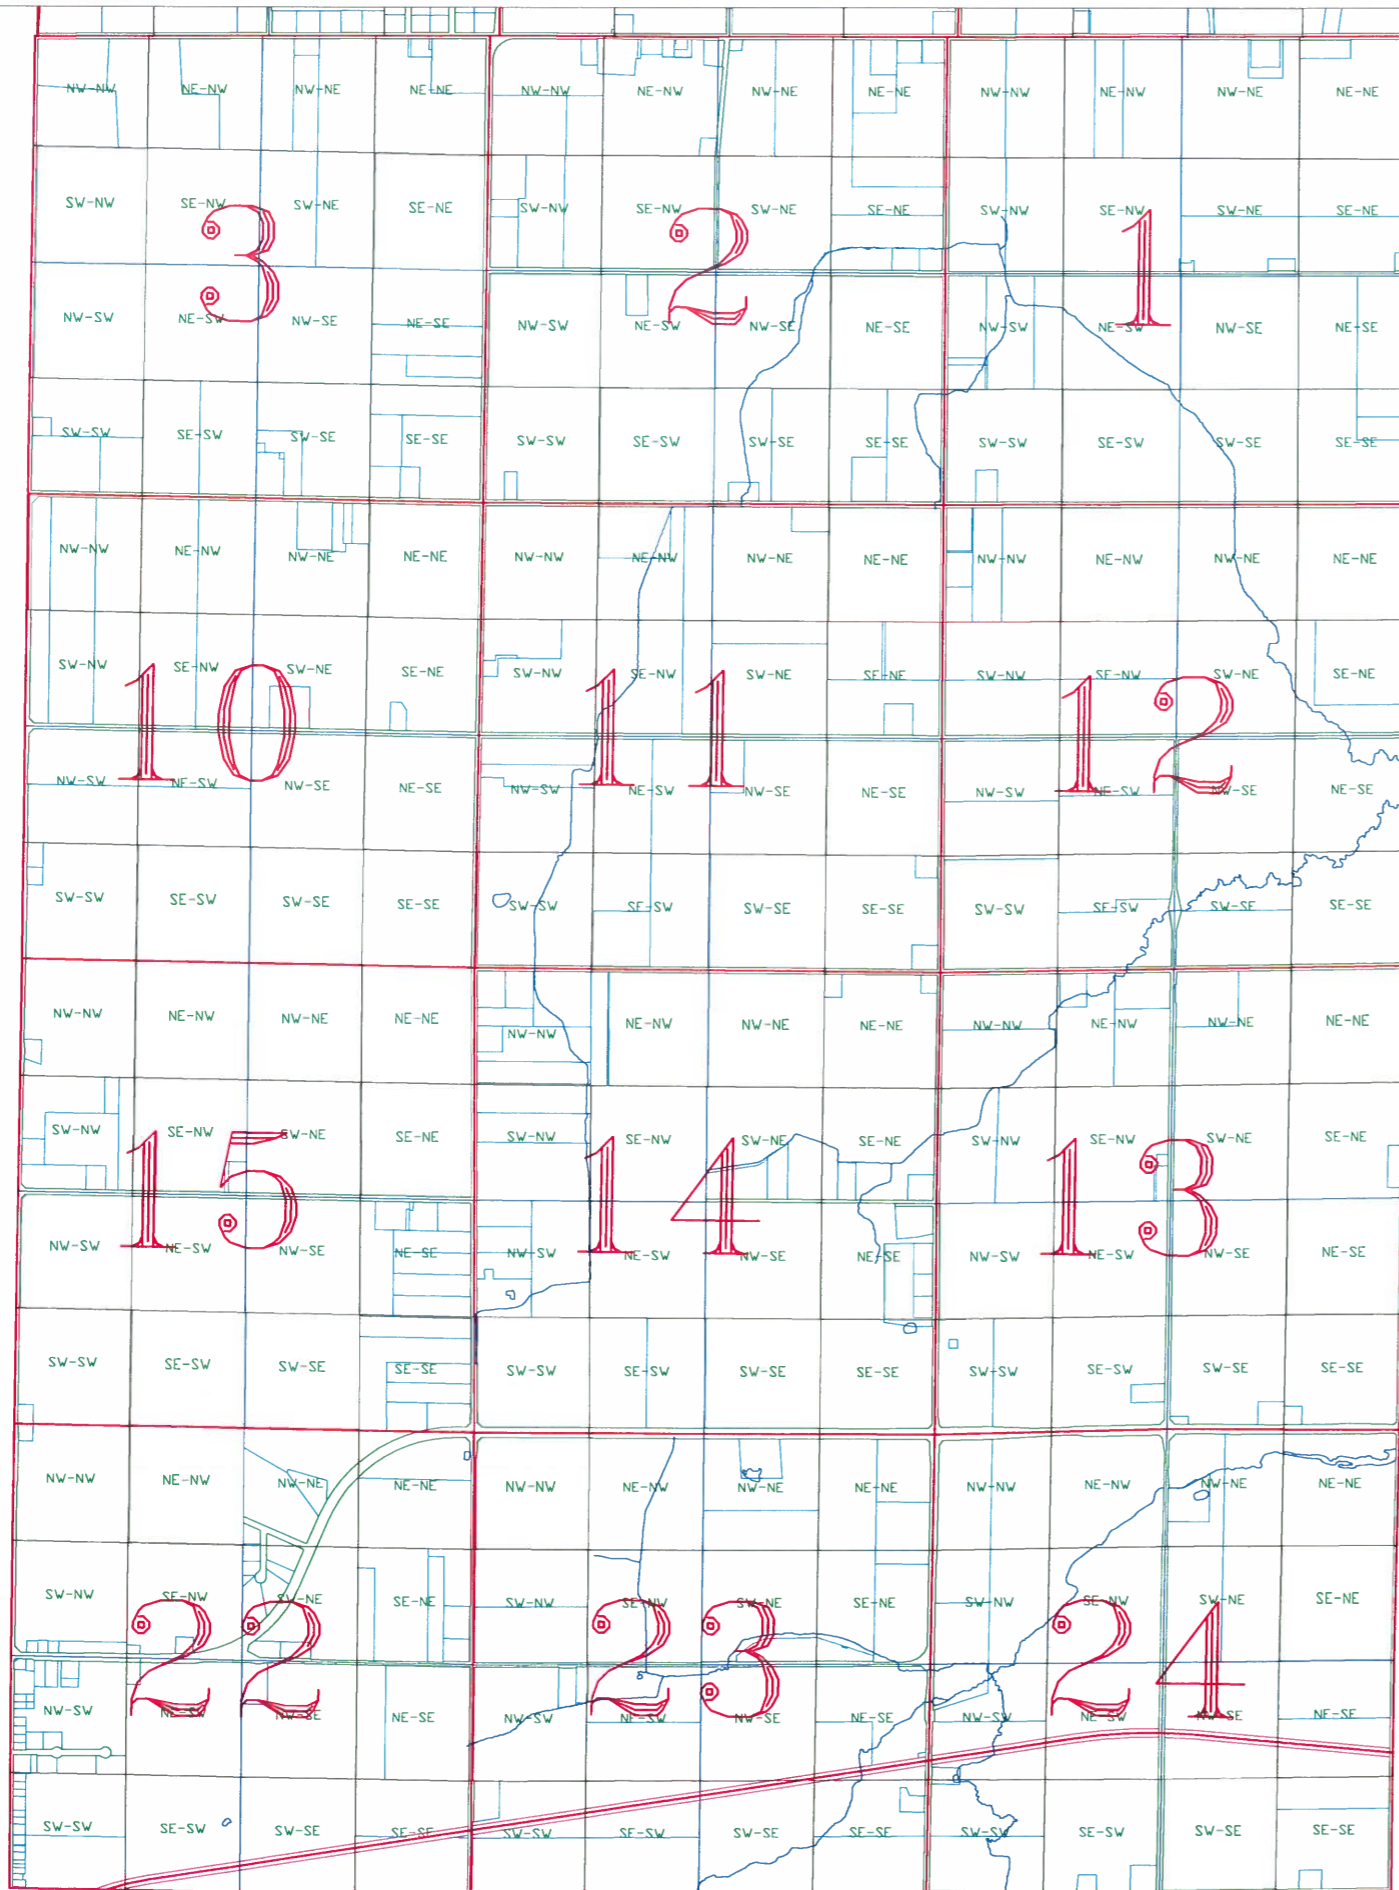 NW-NW NE-NW NW-NE NE-NE NW-NW NE-NW NW-NE NE-NE NW-NW NE-NW NW-NE NE-NE
SW-NW SE-NW SW-NE SE-NE SW-NW SE-NW SW-NE SE-NE SW-NW SE-NW SW-NE SE-NE
3 2 1
NW-SW NE-SW NW-SE NE-SE NW-SW NE-SW NW-SE NE-SE NW-SW NE-SW NW-SE NE-SE
SW-SW SE-SW SW-SE SE-SE SW-SW SE-SW SW-SE SE-SE SW-SW SE-SW SW-SE SE-SE
NW-NW NE-NW NW-NE NE-NE NW-NW NE-NW NW-NE NE-NE NW-NW NE-NW NW-NE NE-NE
SW-NW SE-NW SW-NE SE-NE SW-NW SE-NW SW-NE SE-NE SW-NW SE-NW SW-NE SE-NE
10 11 12
NW-SW NE-SW NW-SE NE-SE NW-SW NE-SW NW-SE NE-SE NW-SW NE-SW NW-SE NE-SE
SW-SW SE-SW SW-SE SE-SE SW-SW SE-SW SW-SE SE-SE SW-SW SE-SW SW-SE SE-SE
NW-NW NE-NW NW-NE NE-NE NW-NW NE-NW NW-NE NE-NE NW-NW NE-NW NW-NE NE-NE
SW-NW SE-NW SW-NE SE-NE SW-NW SE-NW SW-NE SE-NE SW-NW SE-NW SW-NE SE-NE
15 14 13
NW-SW NE-SW NW-SE NE-SE NW-SW NE-SW NW-SE NE-SE NW-SW NE-SW NW-SE NE-SE
SW-SW SE-SW SW-SE SE-SE SW-SW SE-SW SW-SE SE-SE SW-SW SE-SW SW-SE SE-SE
NW-NW NE-NW NW-NE NE-NE NW-NW NE-NW NW-NE NE-NE NW-NW NE-NW NW-NE NE-NE
SW-NW SE-NW SW-NE SE-NE SW-NW SE-NW SW-NE SE-NE SW-NW SE-NW SW-NE SE-NE
22 23 24
NW-SW NE-SW NW-SE NE-SE NW-SW NE-SW NW-SE NE-SE NW-SW NE-SW NW-SE NE-SE
SW-SW SE-SW SW-SE SE-SE SW-SW SE-SW SW-SE SE-SE SW-SW SE-SW SW-SE SE-SE